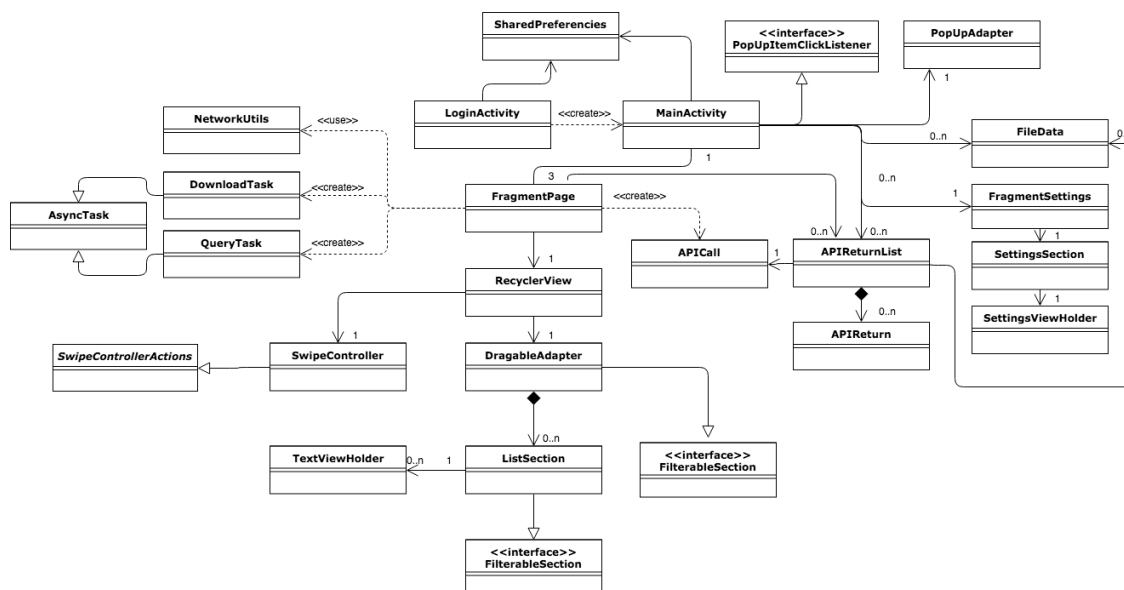 SharedPreferencies
<<interface>>
PopUpItemClickListener
PopUpAdapter
1
LoginActivity
<<create>>
MainActivity
NetworkUtils
<<use>>
0..n
FileData
0..
1
3
DownloadTask
<<create>>
FragmentPage
<<create>>
0..n
1
FragmentSettings
AsyncTask
QueryTask
<<create>>
0..n
0..n
1
APICall
1
APIReturnList
SettingsSection
1
RecyclerView
1
0..n
SettingsViewHolder
APIReturn
1
1
SwipeControllerActions
SwipeController
DragableAdapter
0..n
TextViewHolder
0..n
1
ListSection
<<interface>>
FilterableSection
<<interface>>
FilterableSection